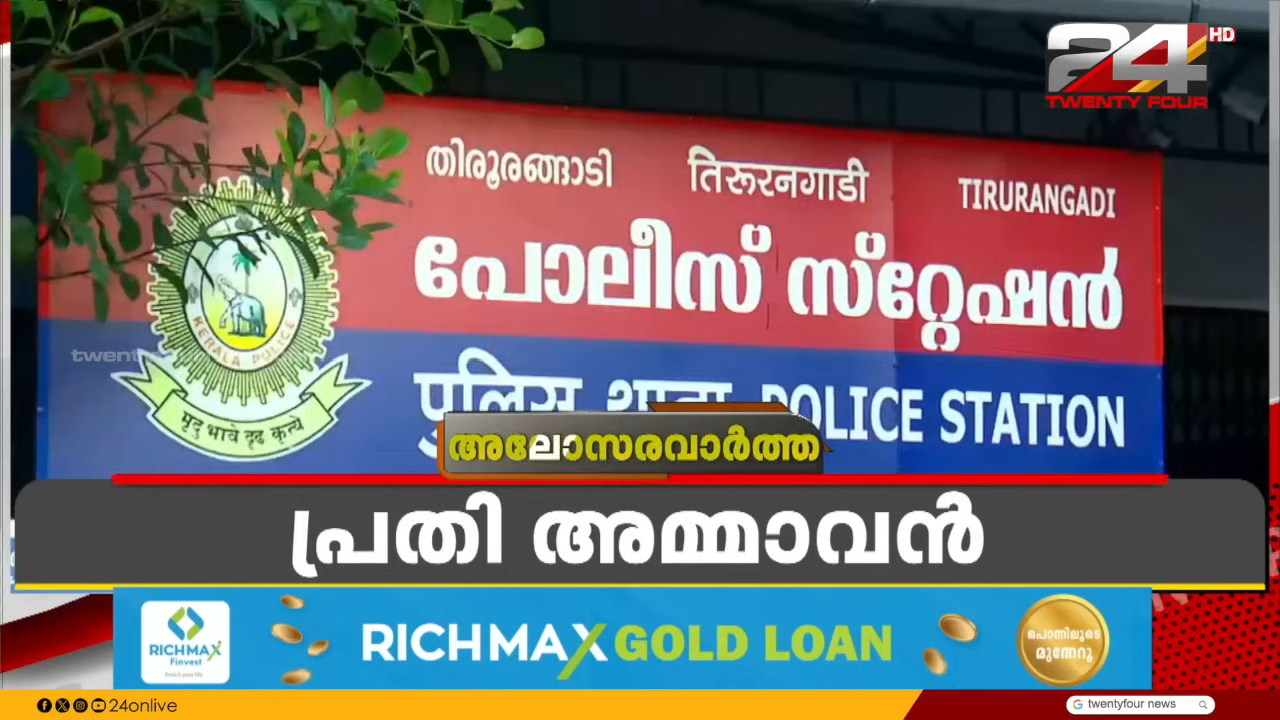 24 HD
TWENTY FOUR
തിരൂരങ്ങാടി तिरूरनगाडी TIRURANGADI
പോലീസ് സ്റ്റേഷൻ
पुलिस थाना POLICE STATION
KERALA POLICE
मृदु भावे दृढ कृत्ये
twent
അലോസരവാർത്ത
പ്രതി അമ്മാവൻ
RICHMAX
Finvest
RICHMAX GOLD LOAN
പൊന്നിലൂടെ
മുന്നേറൂ
24onlive
twentyfour news